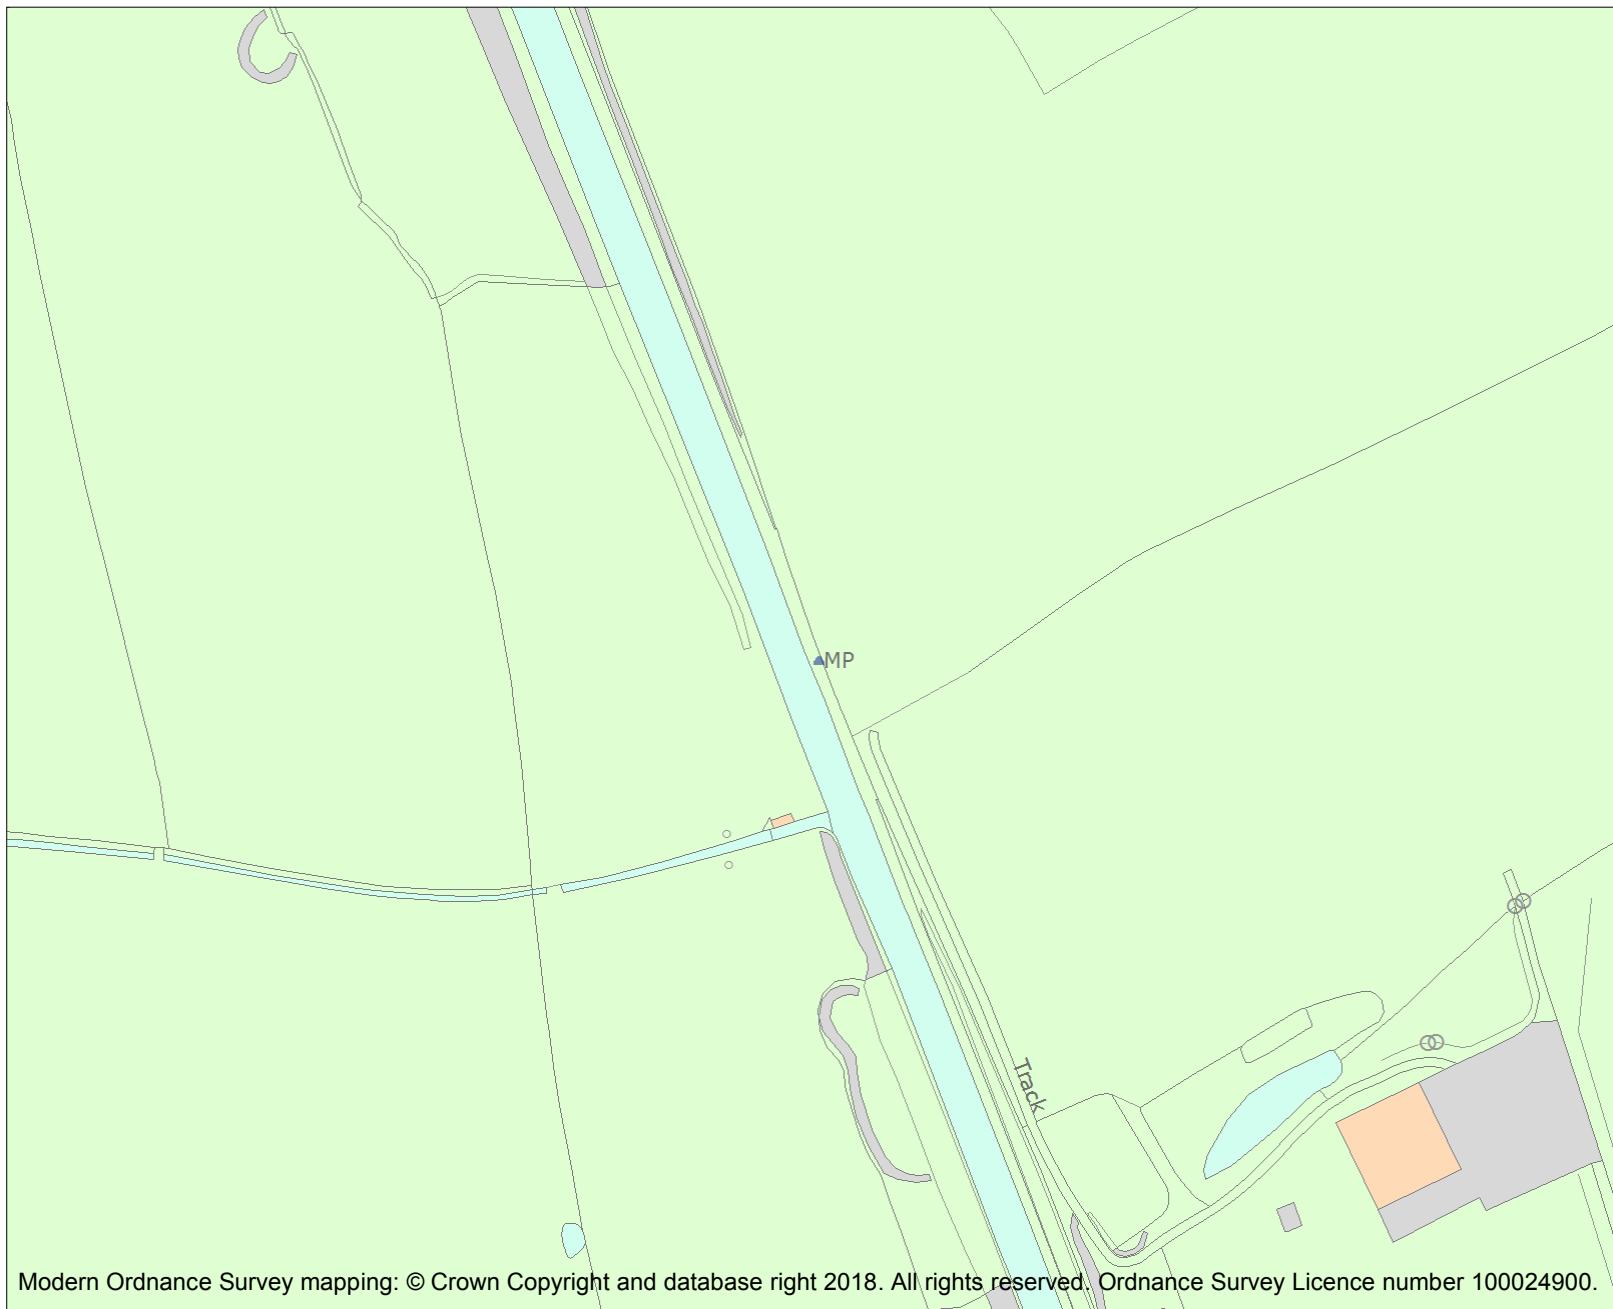 MP
Track
Modern Ordnance Survey mapping: © Crown Copyright and database right 2018. All rights reserved. Ordnance Survey Licence number 100024900.